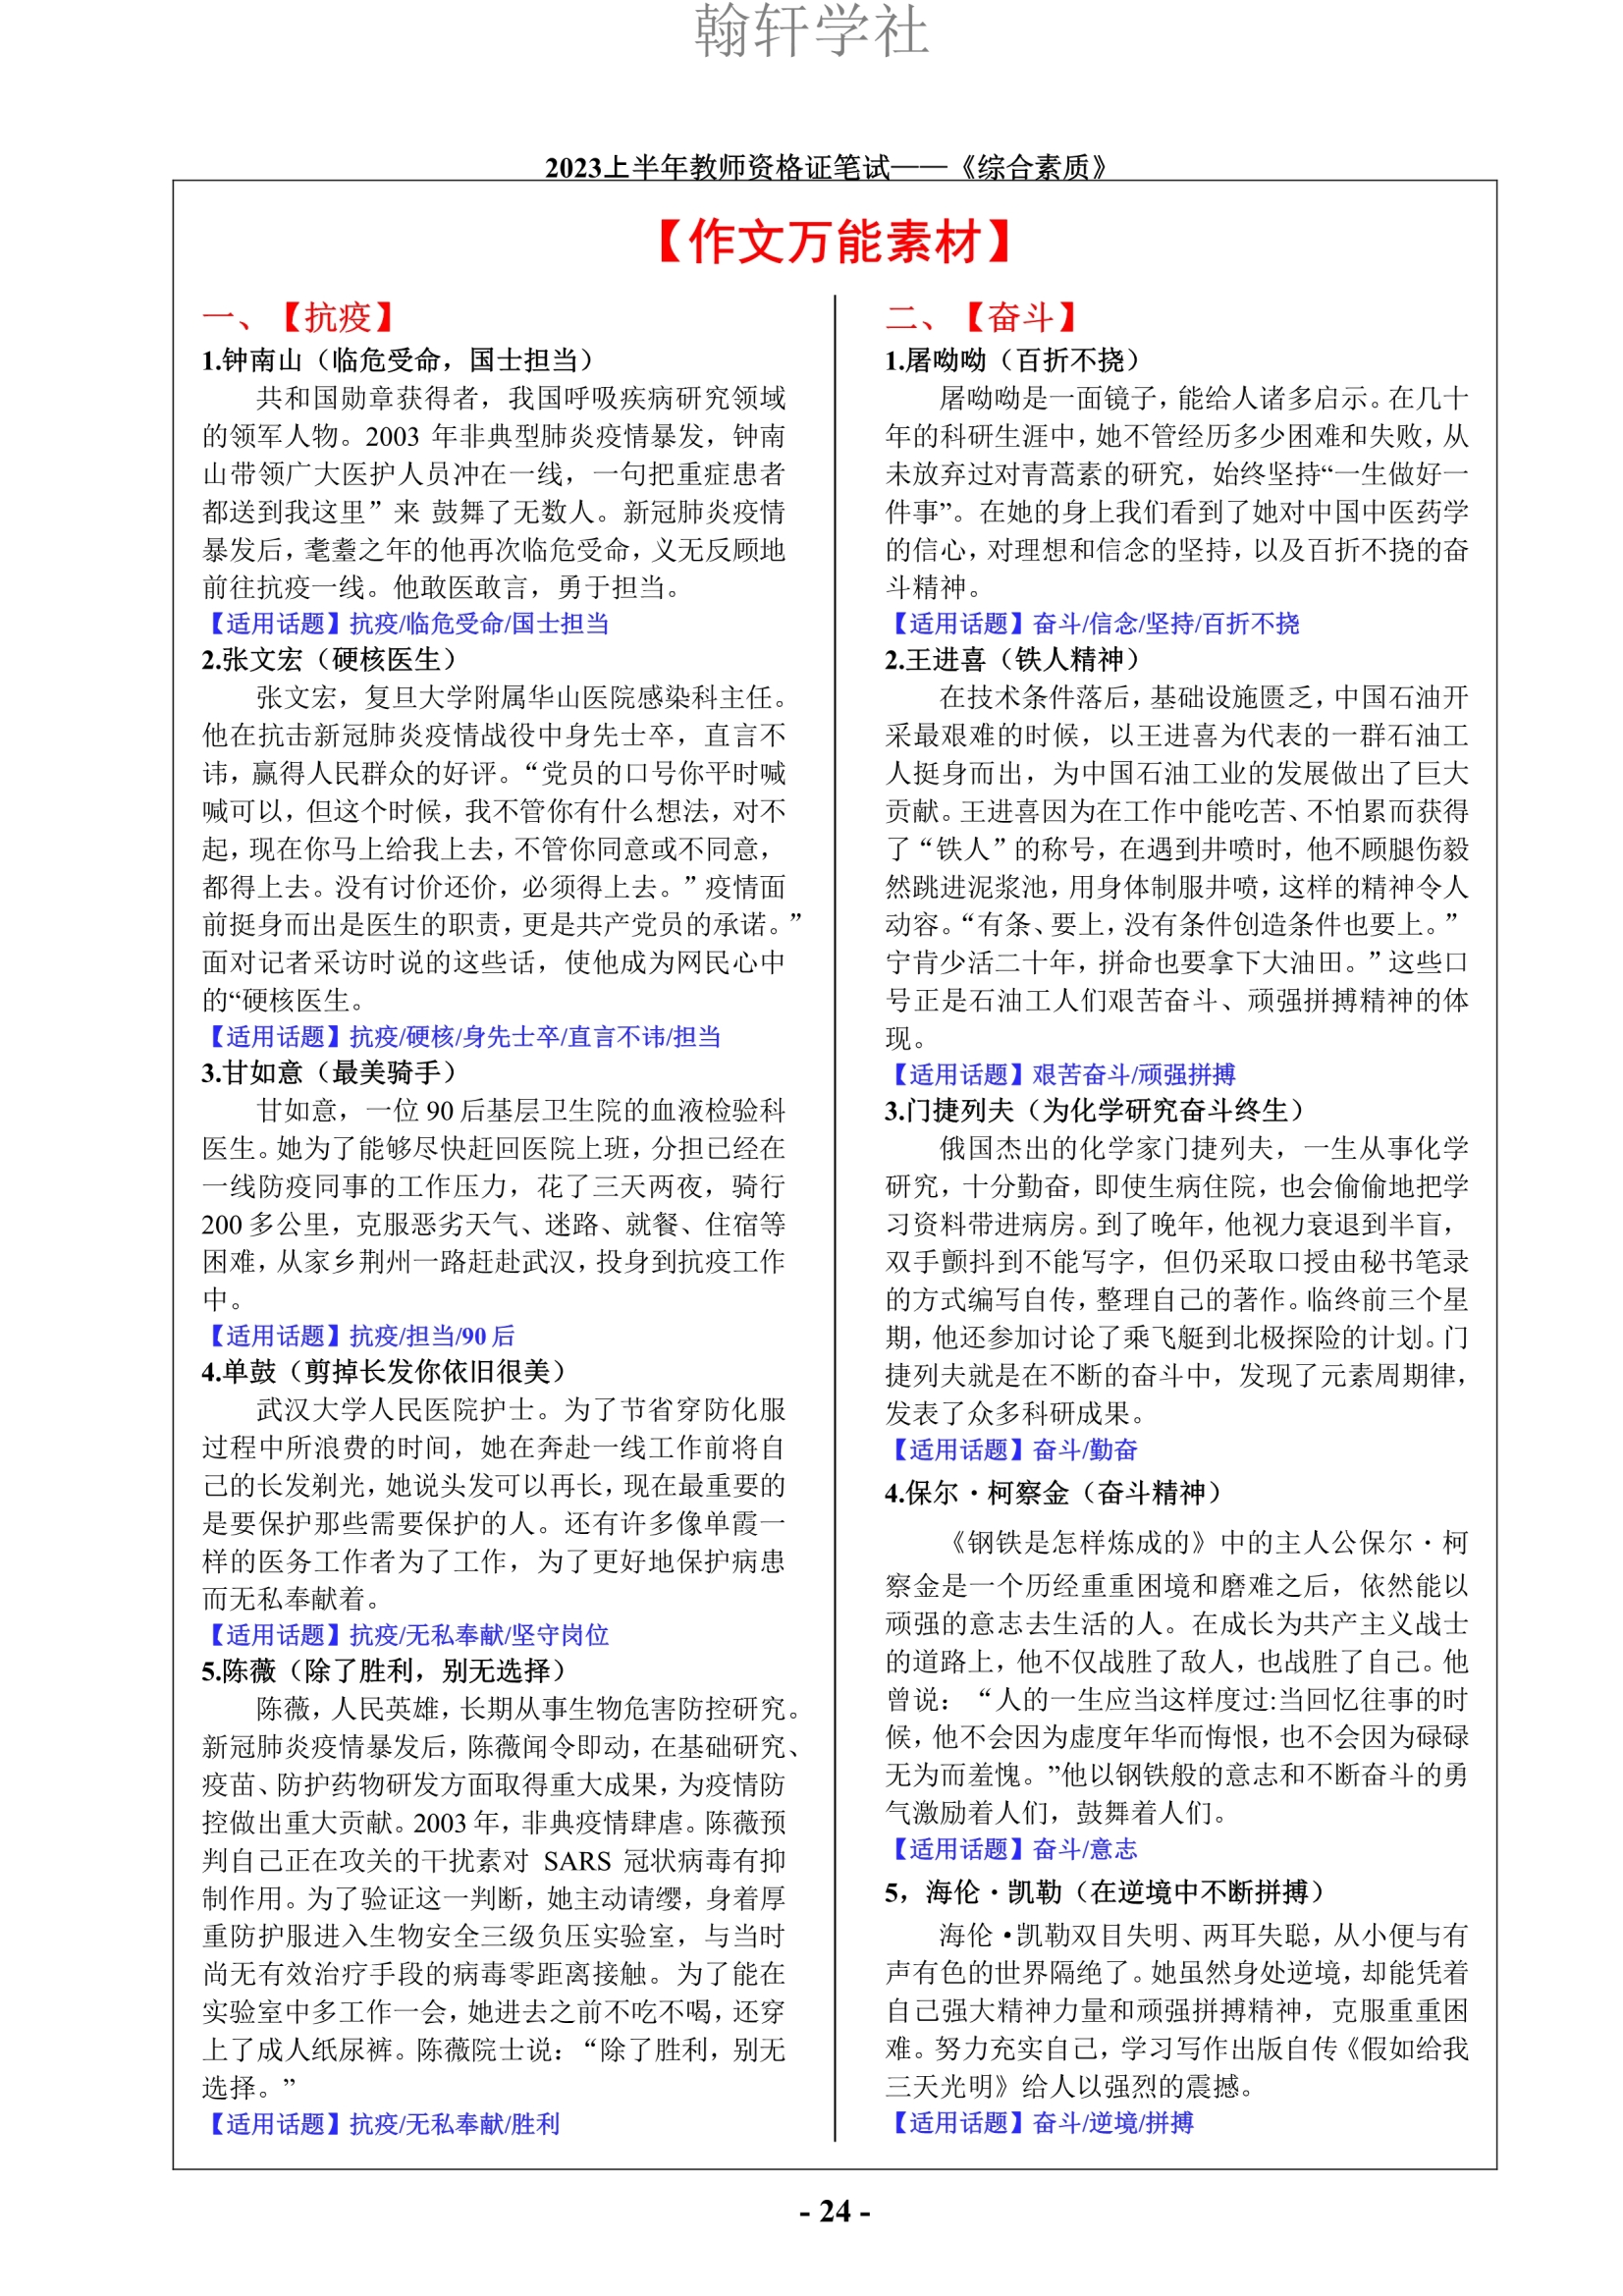 翰轩学社
2023上半年教师资格证笔试——《综合素质》
【作文万能素材】
一、【抗疫】
1.钟南山（临危受命，国士担当）
共和国勋章获得者，我国呼吸疾病研究领域
的领军人物。2003 年非典型肺炎疫情暴发，钟南
山带领广大医护人员冲在一线，一句把重症患者
都送到我这里”来 鼓舞了无数人。新冠肺炎疫情
暴发后，耄耋之年的他再次临危受命，义无反顾地
前往抗疫一线。他敢医敢言，勇于担当。
【适用话题】抗疫/临危受命/国士担当
2.张文宏（硬核医生）
张文宏，复旦大学附属华山医院感染科主任。
他在抗击新冠肺炎疫情战役中身先士卒，直言不
讳，赢得人民群众的好评。“党员的口号你平时喊
喊可以，但这个时候，我不管你有什么想法，对不
起，现在你马上给我上去，不管你同意或不同意，
都得上去。没有讨价还价，必须得上去。”疫情面
前挺身而出是医生的职责，更是共产党员的承诺。”
面对记者采访时说的这些话，使他成为网民心中
的“硬核医生。
【适用话题】抗疫/硬核/身先士卒/直言不讳/担当
3.甘如意（最美骑手）
甘如意，一位 90 后基层卫生院的血液检验科
医生。她为了能够尽快赶回医院上班，分担已经在
一线防疫同事的工作压力，花了三天两夜，骑行
200 多公里，克服恶劣天气、迷路、就餐、住宿等
困难，从家乡荆州一路赶赴武汉，投身到抗疫工作
中。
【适用话题】抗疫/担当/90 后
4.单鼓（剪掉长发你依旧很美）
武汉大学人民医院护士。为了节省穿防化服
过程中所浪费的时间，她在奔赴一线工作前将自
己的长发剃光，她说头发可以再长，现在最重要的
是要保护那些需要保护的人。还有许多像单霞一
样的医务工作者为了工作，为了更好地保护病患
而无私奉献着。
【适用话题】抗疫/无私奉献/坚守岗位
5.陈薇（除了胜利，别无选择）
陈薇，人民英雄，长期从事生物危害防控研究。
新冠肺炎疫情暴发后，陈薇闻令即动，在基础研究、
疫苗、防护药物研发方面取得重大成果，为疫情防
控做出重大贡献。2003 年，非典疫情肆虐。陈薇预
判自己正在攻关的干扰素对 SARS 冠状病毒有抑
制作用。为了验证这一判断，她主动请缨，身着厚
重防护服进入生物安全三级负压实验室，与当时
尚无有效治疗手段的病毒零距离接触。为了能在
实验室中多工作一会，她进去之前不吃不喝，还穿
上了成人纸尿裤。陈薇院士说：“除了胜利，别无
选择。”
【适用话题】抗疫/无私奉献/胜利
二、【奋斗】
1.屠呦呦（百折不挠）
屠呦呦是一面镜子，能给人诸多启示。在几十
年的科研生涯中，她不管经历多少困难和失败，从
未放弃过对青蒿素的研究，始终坚持“一生做好一
件事”。在她的身上我们看到了她对中国中医药学
的信心，对理想和信念的坚持，以及百折不挠的奋
斗精神。
【适用话题】奋斗/信念/坚持/百折不挠
2.王进喜（铁人精神）
在技术条件落后，基础设施匮乏，中国石油开
采最艰难的时候，以王进喜为代表的一群石油工
人挺身而出，为中国石油工业的发展做出了巨大
贡献。王进喜因为在工作中能吃苦、不怕累而获得
了“铁人”的称号，在遇到井喷时，他不顾腿伤毅
然跳进泥浆池，用身体制服井喷，这样的精神令人
动容。“有条、要上，没有条件创造条件也要上。”
宁肯少活二十年，拼命也要拿下大油田。”这些口
号正是石油工人们艰苦奋斗、顽强拼搏精神的体
现。
【适用话题】艰苦奋斗/顽强拼搏
3.门捷列夫（为化学研究奋斗终生）
俄国杰出的化学家门捷列夫，一生从事化学
研究，十分勤奋，即使生病住院，也会偷偷地把学
习资料带进病房。到了晚年，他视力衰退到半盲，
双手颤抖到不能写字，但仍采取口授由秘书笔录
的方式编写自传，整理自己的著作。临终前三个星
期，他还参加讨论了乘飞艇到北极探险的计划。门
捷列夫就是在不断的奋斗中，发现了元素周期律，
发表了众多科研成果。
【适用话题】奋斗/勤奋
4.保尔·柯察金（奋斗精神）
《钢铁是怎样炼成的》中的主人公保尔·柯
察金是一个历经重重困境和磨难之后，依然能以
顽强的意志去生活的人。在成长为共产主义战士
的道路上，他不仅战胜了敌人，也战胜了自己。他
曾说：“人的一生应当这样度过:当回忆往事的时
候，他不会因为虚度年华而悔恨，也不会因为碌碌
无为而羞愧。”他以钢铁般的意志和不断奋斗的勇
气激励着人们，鼓舞着人们。
【适用话题】奋斗/意志
5，海伦·凯勒（在逆境中不断拼搏）
海伦•凯勒双目失明、两耳失聪，从小便与有
声有色的世界隔绝了。她虽然身处逆境，却能凭着
自己强大精神力量和顽强拼搏精神，克服重重困
难。努力充实自己，学习写作出版自传《假如给我
三天光明》给人以强烈的震撼。
【适用话题】奋斗/逆境/拼搏
- 24 -